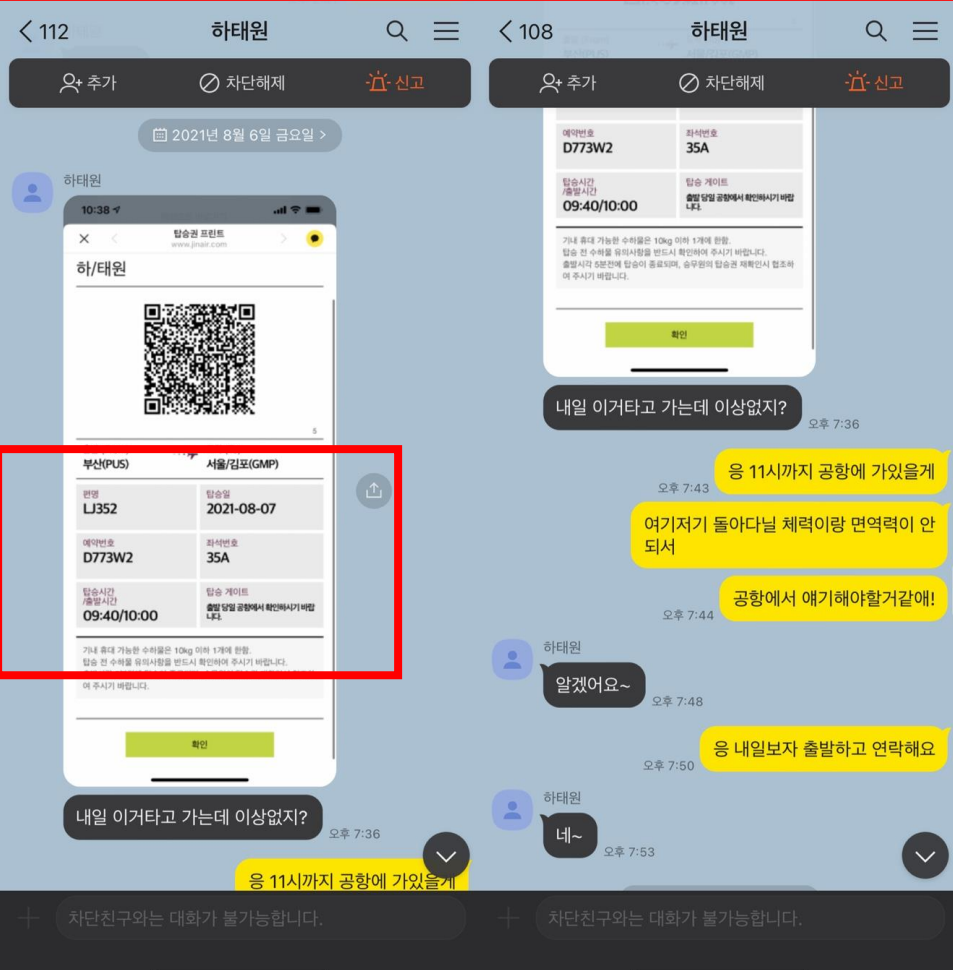 112
하태원
추가
차단해제
신고
2021년 8월 6일 금요일 >
하태원
10:38
탑승권 프린트
www.jinair.com
하/태원
5
부산(PUS)
서울/김포(GMP)
편명
LJ352
탑승일
2021-08-07
예약번호
D773W2
좌석번호
35A
탑승시간
/출발시간
09:40/10:00
탑승 게이트
출발 당일 공항에서 확인하시기 바랍
니다.
기내 휴대 가능한 수하물은 10kg 이하 1개에 한함.
탑승 전 수하물 유의사항을 반드시 확인하여 주시기 바랍니다.
여 주시기 바랍니다.
확인
내일 이거타고 가는데 이상없지?
오후 7:36
응 11시까지 공항에 가있을게
차단친구와는 대화가 불가능합니다.
108
하태원
추가
차단해제
신고
예약번호
D773W2
좌석번호
35A
탑승시간
/출발시간
09:40/10:00
탑승 게이트
출발 당일 공항에서 확인하시기 바랍
니다.
기내 휴대 가능한 수하물은 10kg 이하 1개에 한함.
탑승 전 수하물 유의사항을 반드시 확인하여 주시기 바랍니다.
출발시각 5분전에 탑승이 종료되며, 승무원의 탑승권 재확인시 협조하
여 주시기 바랍니다.
확인
내일 이거타고 가는데 이상없지?
오후 7:36
응 11시까지 공항에 가있을게
오후 7:43
여기저기 돌아다닐 체력이랑 면역력이 안
되서
공항에서 얘기해야할거같애!
오후 7:44
하태원
알겠어요~
오후 7:48
응 내일보자 출발하고 연락해요
오후 7:50
하태원
네~
오후 7:53
차단친구와는 대화가 불가능합니다.